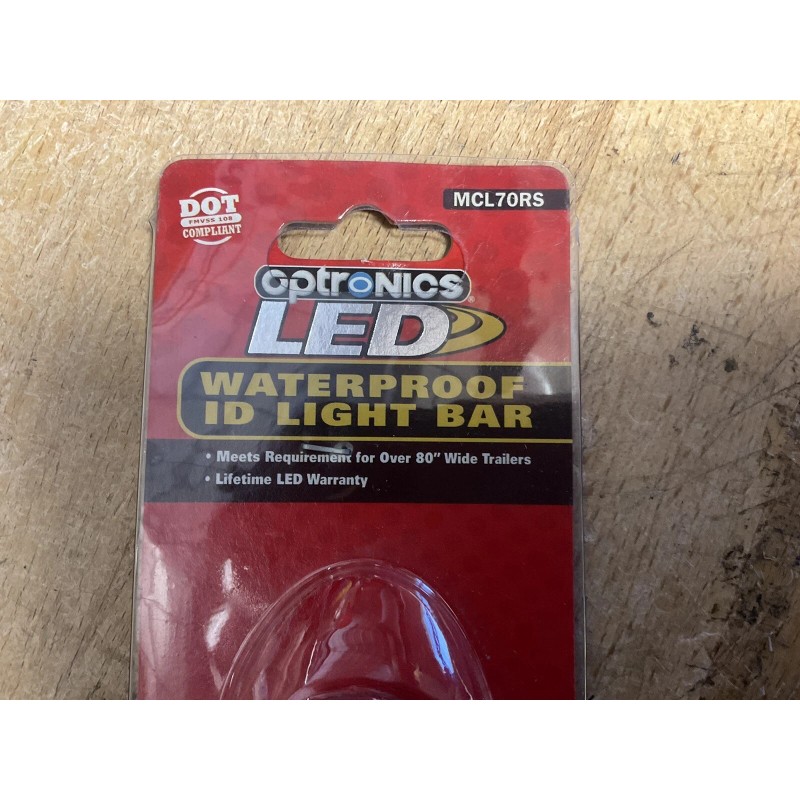 DOT
FMVSS 108
COMPLIANT
MCL70RS
OPTRONICS®
LED
WATERPROOF
ID LIGHT BAR
• Meets Requirement for Over 80" Wide Trailers
• Lifetime LED Warranty